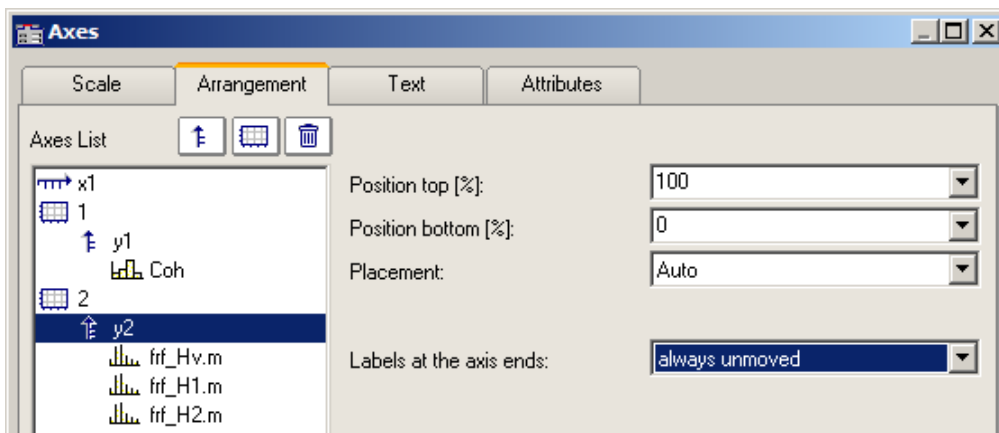 Axes
Scale Arrangement Text Attributes
Axes List
x1
1
y1
Coh
2
y2
frf_Hv.m
frf_H1.m
frf_H2.m
Position top [%]: 100
Position bottom [%]: 0
Placement: Auto
Labels at the axis ends: always unmoved